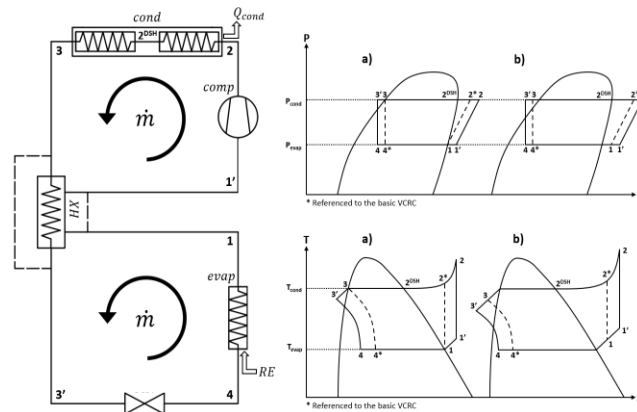 Q_cond
cond
3
2^DSH
2
comp
ṁ
1'
HX
1
evap
ṁ
RE
3'
4
P
a)
b)
3' 3
2^DSH
2* 2
3' 3
2^DSH
2*
P_cond
P_evap
4 4*
1 1'
4 4*
1 1'
* Referenced to the basic VCRC
T
a)
b)
2
2
3
2^DSH
2*
3
2^DSH
2*
T_cond
3'
3'
1'
1'
T_evap
4 4*
1
4 4*
1
* Referenced to the basic VCRC